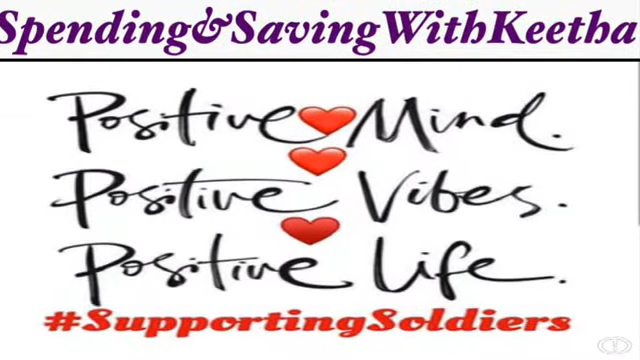 Spending&SavingWithKeetha
Positive Mind.
Positive Vibes.
Positive Life.
#SupportingSoldiers